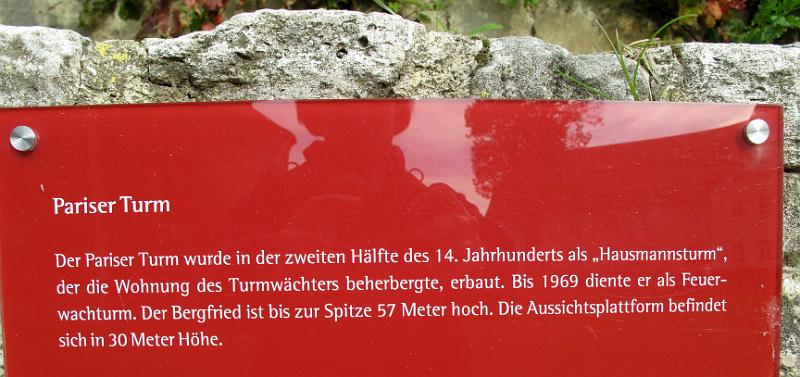 Pariser Turm
Der Pariser Turm wurde in der zweiten Hälfte des 14. Jahrhunderts als „Hausmannsturm“,
der die Wohnung des Turmwächters beherbergte, erbaut. Bis 1969 diente er als Feuer-
wachturm. Der Bergfried ist bis zur Spitze 57 Meter hoch. Die Aussichtsplattform befindet
sich in 30 Meter Höhe.